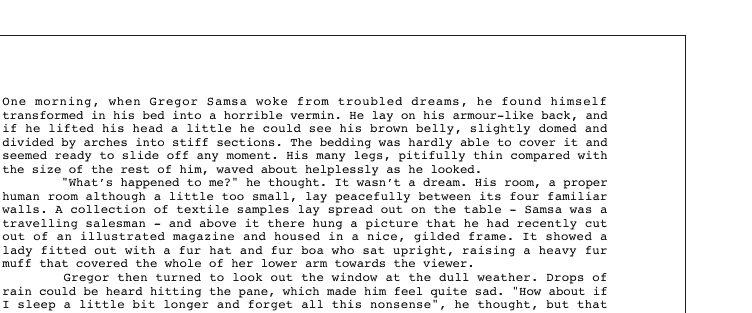 One morning, when Gregor Samsa woke from troubled dreams, he found himself
transformed in his bed into a horrible vermin. He lay on his armour-like back, and
if he lifted his head a little he could see his brown belly, slightly domed and
divided by arches into stiff sections. The bedding was hardly able to cover it and
seemed ready to slide off any moment. His many legs, pitifully thin compared with
the size of the rest of him, waved about helplessly as he looked.
"What's happened to me?" he thought. It wasn't a dream. His room, a proper
human room although a little too small, lay peacefully between its four familiar
walls. A collection of textile samples lay spread out on the table - Samsa was a
travelling salesman - and above it there hung a picture that he had recently cut
out of an illustrated magazine and housed in a nice, gilded frame. It showed a
lady fitted out with a fur hat and fur boa who sat upright, raising a heavy fur
muff that covered the whole of her lower arm towards the viewer.
Gregor then turned to look out the window at the dull weather. Drops of
rain could be heard hitting the pane, which made him feel quite sad. "How about if
I sleep a little bit longer and forget all this nonsense", he thought, but that